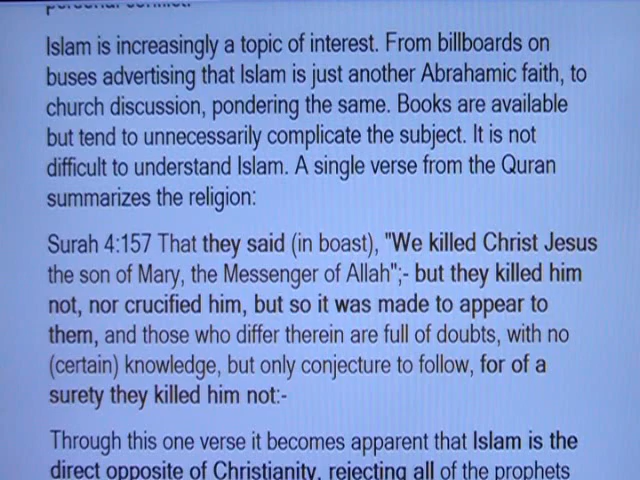 Islam is increasingly a topic of interest. From billboards on
buses advertising that Islam is just another Abrahamic faith, to
church discussion, pondering the same. Books are available
but tend to unnecessarily complicate the subject. It is not
difficult to understand Islam. A single verse from the Quran
summarizes the religion:
Surah 4:157 That they said (in boast), "We killed Christ Jesus
the son of Mary, the Messenger of Allah";- but they killed him
not, nor crucified him, but so it was made to appear to
them, and those who differ therein are full of doubts, with no
(certain) knowledge, but only conjecture to follow, for of a
surety they killed him not:-
Through this one verse it becomes apparent that Islam is the
direct opposite of Christianity, rejecting all of the prophets